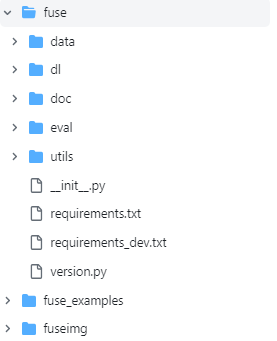 fuse
data
dl
doc
eval
utils
__init__.py
requirements.txt
requirements_dev.txt
version.py
fuse_examples
fuseimg